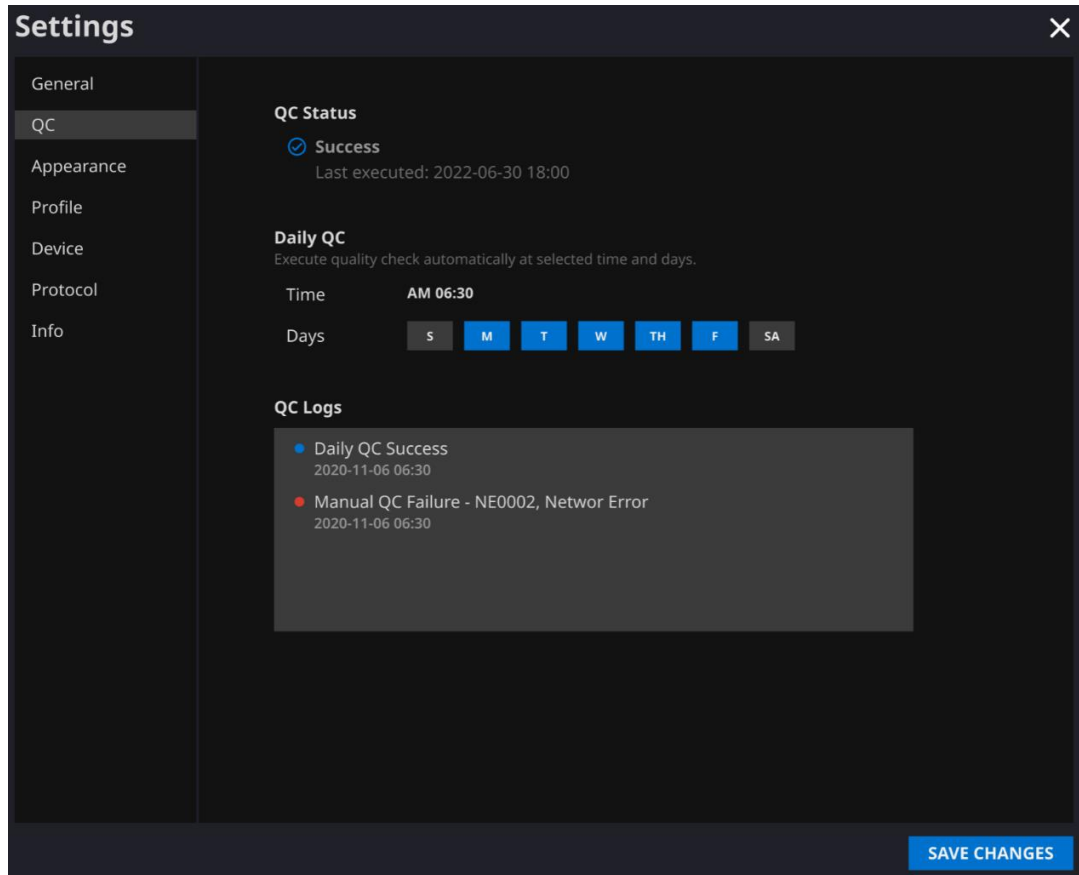 Settings
General
QC
Appearance
Profile
Device
Protocol
Info
QC Status
Success
Last executed: 2022-06-30 18:00
Daily QC
Execute quality check automatically at selected time and days.
Time AM 06:30
Days S M T W TH F SA
QC Logs
Daily QC Success
2020-11-06 06:30
Manual QC Failure - NE0002, Networ Error
2020-11-06 06:30
SAVE CHANGES